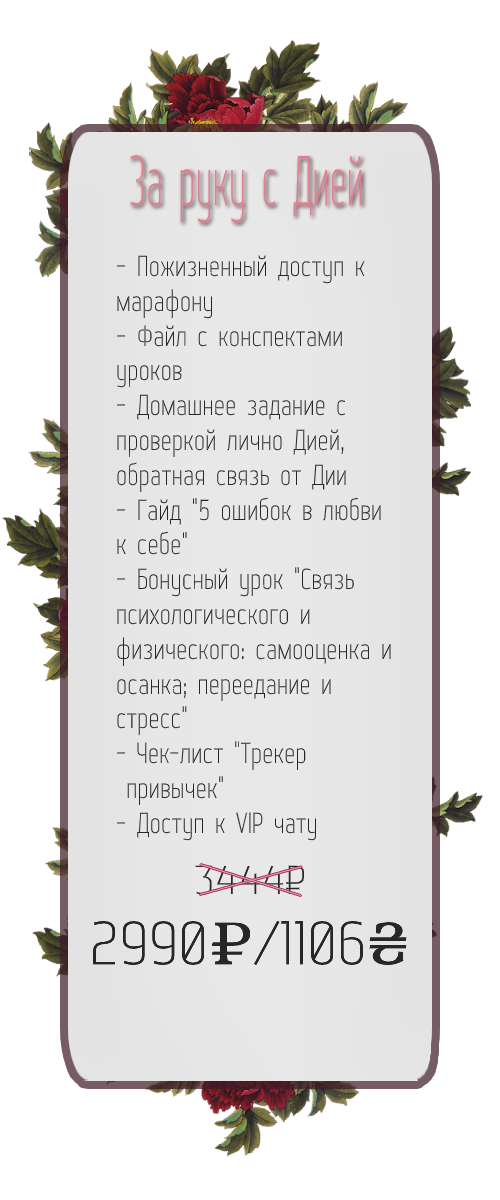 За руку с Дией
- Пожизненный доступ к
марафону
- Файл с конспектами
уроков
- Домашнее задание с
проверкой лично Дией,
обратная связь от Дии
- Гайд "5 ошибок в любви
к себе"
- Бонусный урок "Связь
психологического и
физического: самооценка и
осанка; переедание и
стресс"
- Чек-лист "Трекер
привычек"
- Доступ к VIP чату
3444₽
2990₽/1106₴